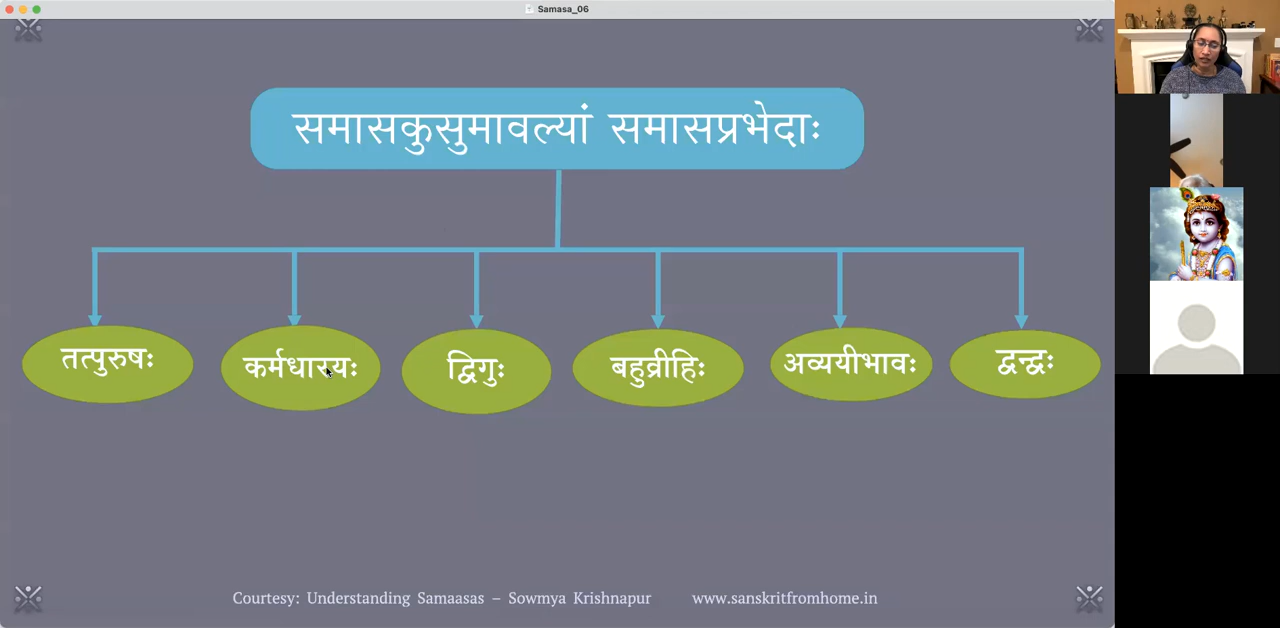 Samasa_06
समासकुसुमावल्यां समासप्रभेदाः
तत्पुरुषः कर्मधारयः द्विगुः बहुव्रीहिः अव्ययीभावः द्वन्द्वः
Courtesy: Understanding Samaasas – Sowmya Krishnapur www.sanskritfromhome.in